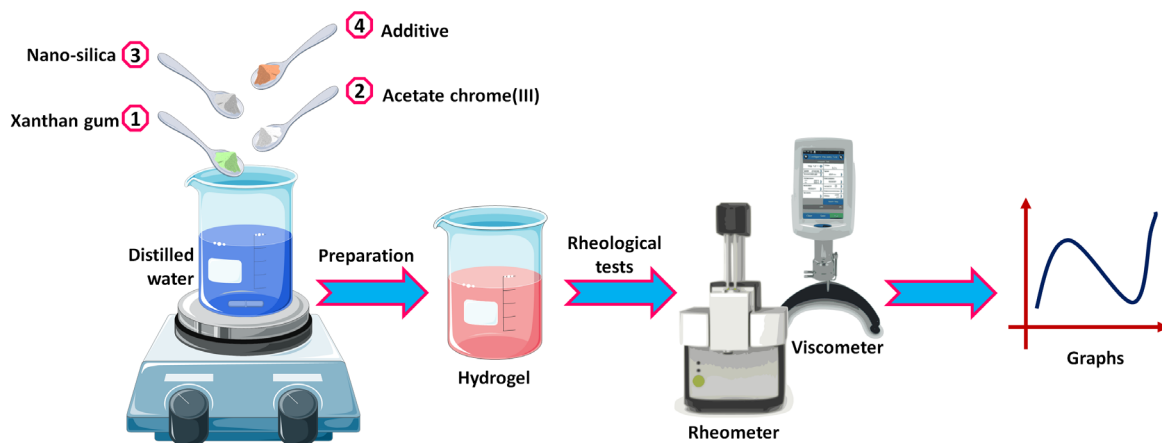 4 Additive
Nano-silica 3
2 Acetate chrome(III)
Xanthan gum 1
Distilled
water
Preparation
Hydrogel
Rheological
tests
Rheometer
Viscometer
Graphs